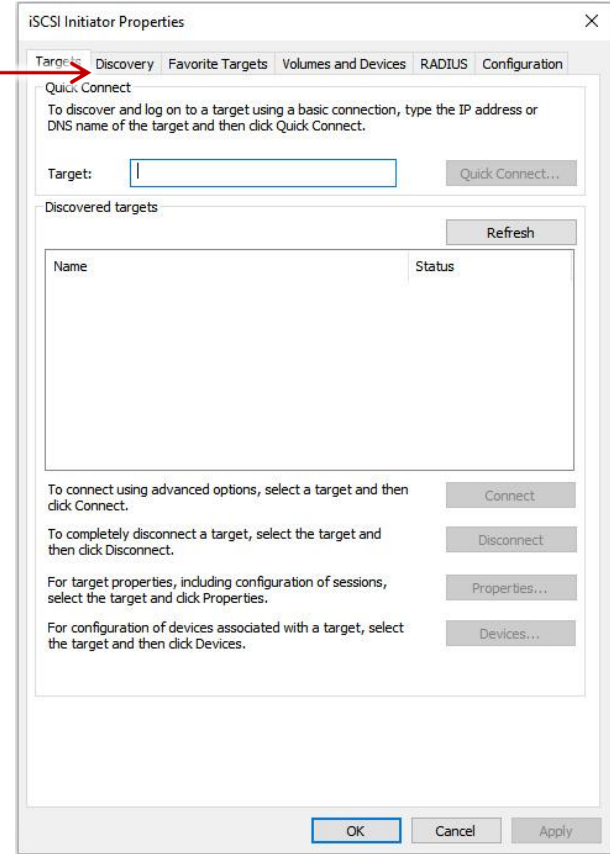 iSCSI Initiator Properties
Targets Discovery Favorite Targets Volumes and Devices RADIUS Configuration
Quick Connect
To discover and log on to a target using a basic connection, type the IP address or
DNS name of the target and then click Quick Connect.
Target: Quick Connect...
Discovered targets
Refresh
Name Status
To connect using advanced options, select a target and then
click Connect.
Connect
To completely disconnect a target, select the target and
then click Disconnect.
Disconnect
For target properties, including configuration of sessions,
select the target and click Properties.
Properties...
For configuration of devices associated with a target, select
the target and then click Devices.
Devices...
OK Cancel Apply